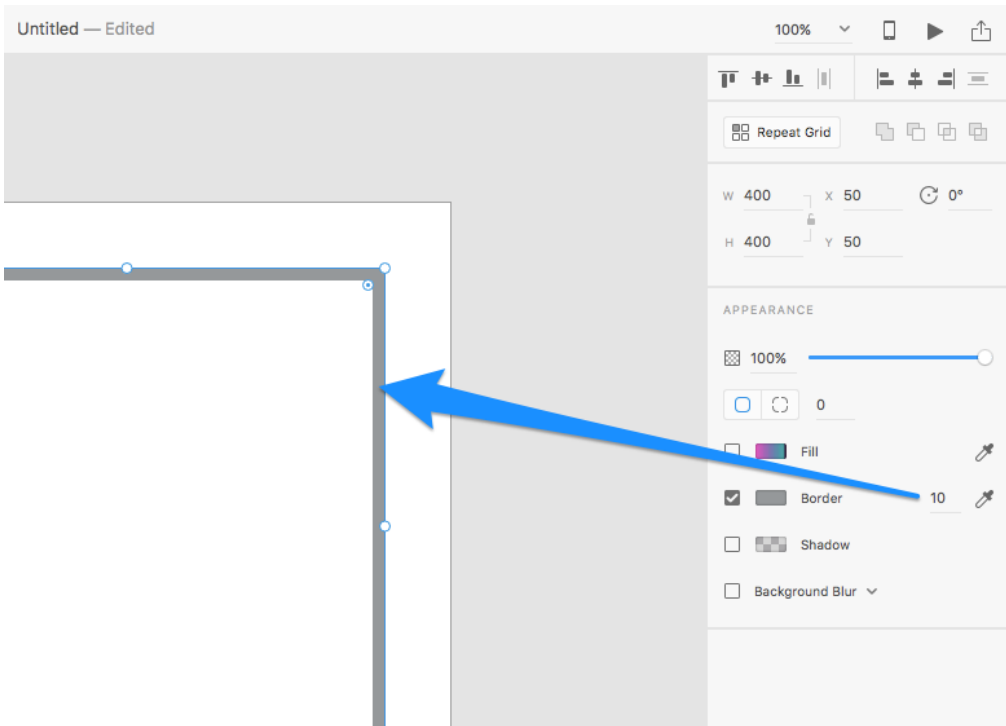 Untitled — Edited
100%
Repeat Grid
W 400 X 50 0°
H 400 Y 50
APPEARANCE
100%
0
Fill
Border 10
Shadow
Background Blur